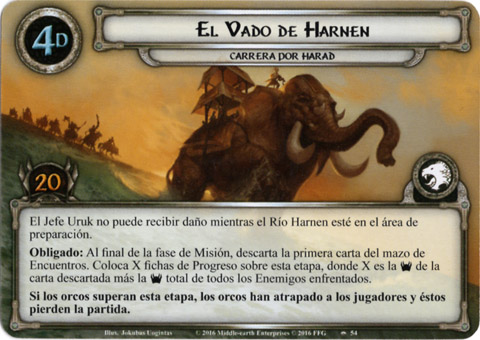 4D
El Vado de Harnen
Carrera por Harad
20
El Jefe Uruk no puede recibir daño mientras el Río Harnen esté en el área de
preparación.
Obligado: Al final de la fase de Misión, descarta la primera carta del mazo de
Encuentros. Coloca X fichas de Progreso sobre esta etapa, donde X es la de la
carta descartada más la total de todos los Enemigos enfrentados.
Si los orcos superan esta etapa, los orcos han atrapado a los jugadores y éstos
pierden la partida.
Illus. Jokubas Uogintas © 2016 Middle-earth Enterprises © 2016 FFG 54